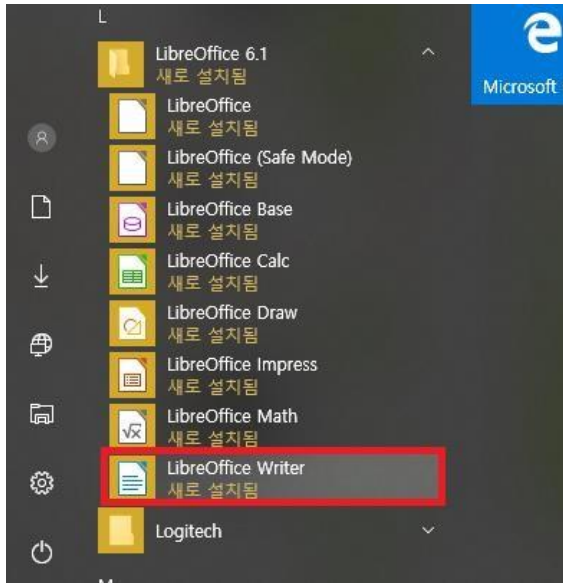 L
LibreOffice 6.1
새로 설치됨
Microsoft
LibreOffice
새로 설치됨
LibreOffice (Safe Mode)
새로 설치됨
LibreOffice Base
새로 설치됨
LibreOffice Calc
새로 설치됨
LibreOffice Draw
새로 설치됨
LibreOffice Impress
새로 설치됨
LibreOffice Math
새로 설치됨
LibreOffice Writer
새로 설치됨
Logitech